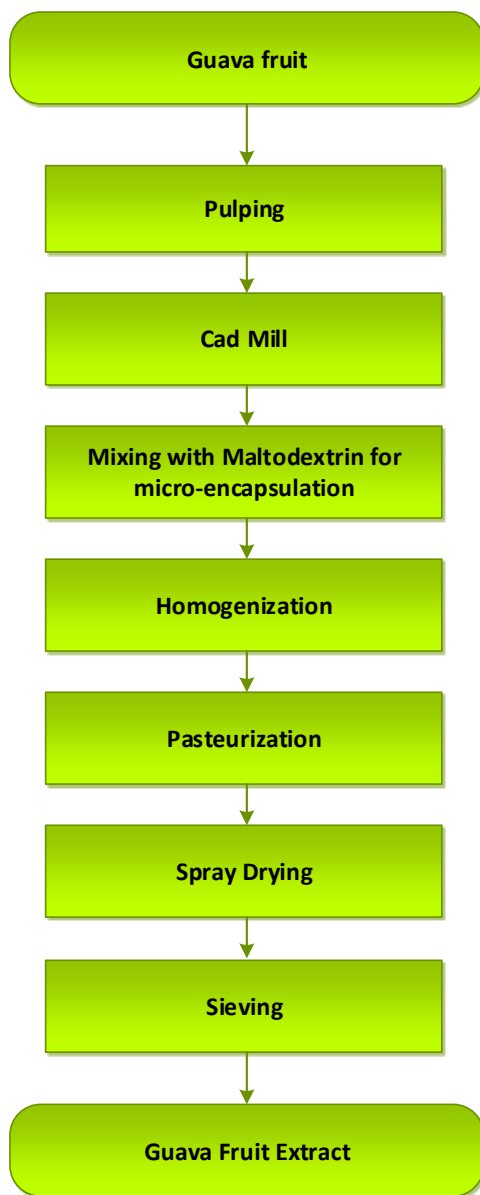 Guava fruit
Pulping
Cad Mill
Mixing with Maltodextrin for
micro-encapsulation
Homogenization
Pasteurization
Spray Drying
Sieving
Guava Fruit Extract